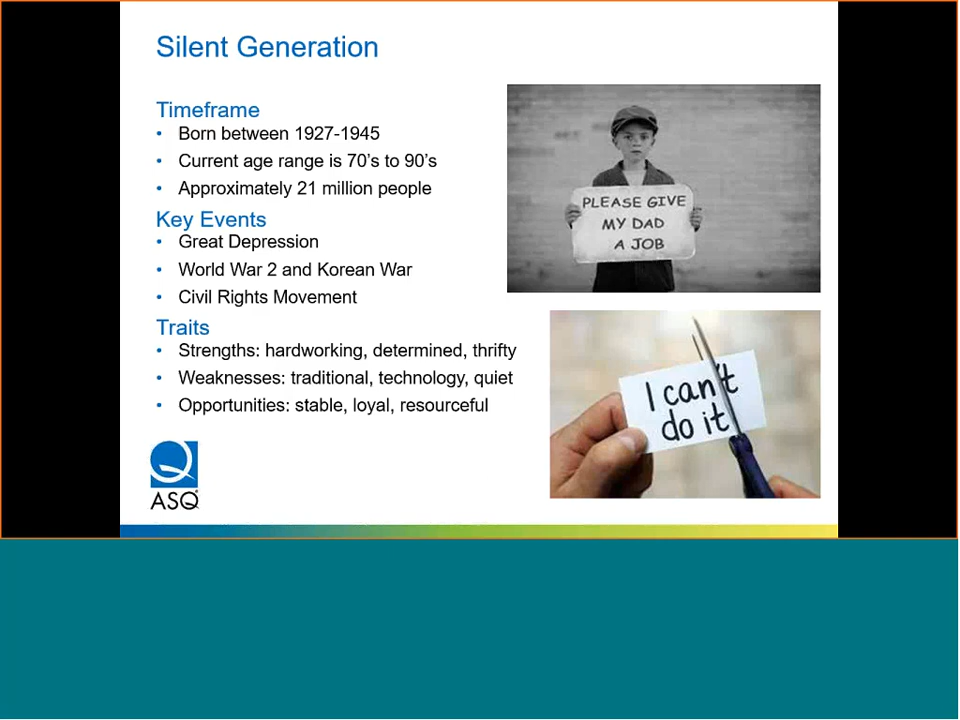 Silent Generation
Timeframe
• Born between 1927-1945
• Current age range is 70's to 90's
• Approximately 21 million people
Key Events
• Great Depression
• World War 2 and Korean War
• Civil Rights Movement
Traits
• Strengths: hardworking, determined, thrifty
• Weaknesses: traditional, technology, quiet
• Opportunities: stable, loyal, resourceful
PLEASE GIVE
MY DAD
A JOB
I can't
do it
ASQ